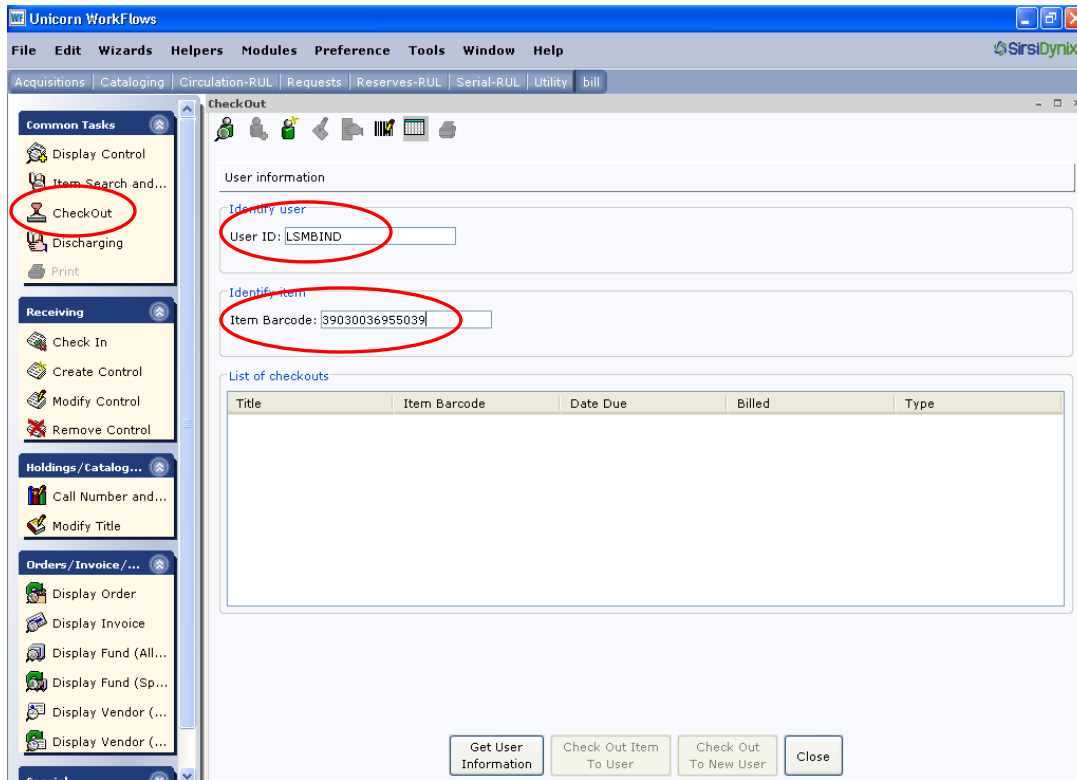 WF Unicorn WorkFlows
File Edit Wizards Helpers Modules Preference Tools Window Help
SirsiDynix
Acquisitions Cataloging Circulation-RUL Requests Reserves-RUL Serial-RUL Utility bill
Common Tasks
Display Control
Item Search and...
CheckOut
Discharging
Print
Receiving
Check In
Create Control
Modify Control
Remove Control
Holdings/Catalog...
Call Number and...
Modify Title
Orders/Invoice/...
Display Order
Display Invoice
Display Fund (All...
Display Fund (Sp...
Display Vendor (...
Display Vendor (...
CheckOut
User information
Identify user
User ID: LSMBIND
Identify item
Item Barcode: 39030036955039
List of checkouts
Title Item Barcode Date Due Billed Type
Get User Information
Check Out Item To User
Check Out To New User
Close